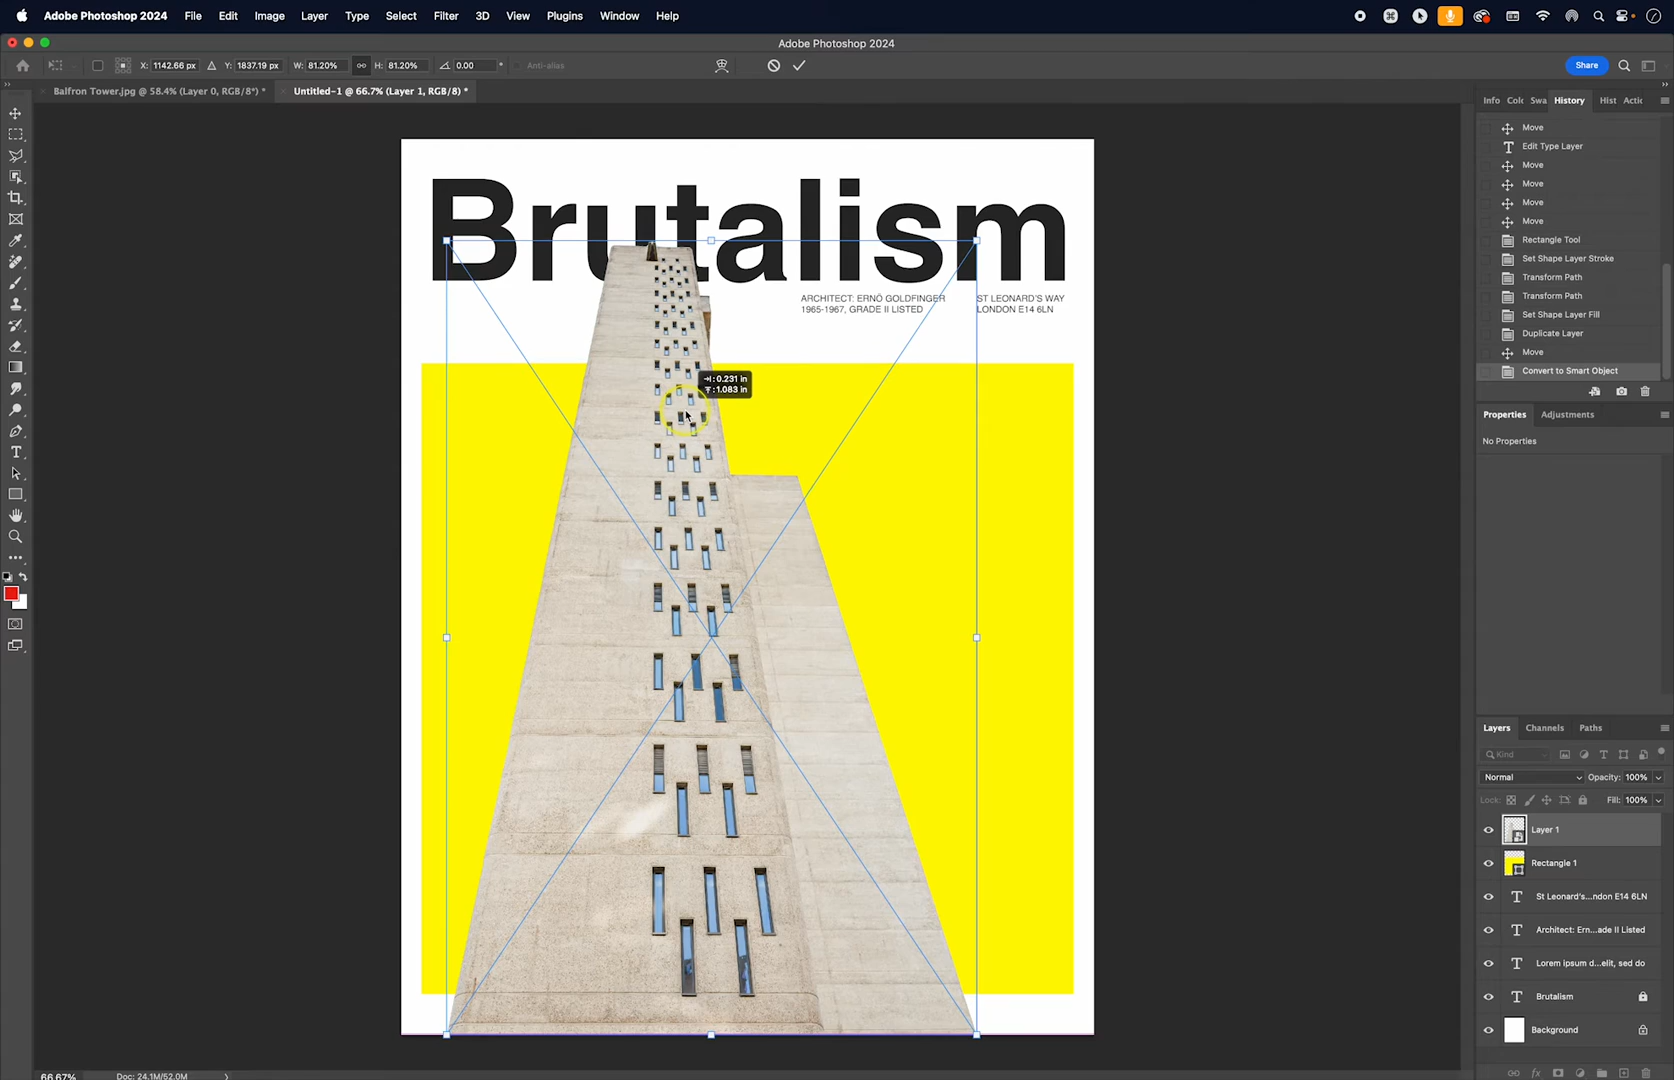 Adobe Photoshop 2024 File Edit Image Layer Type Select Filter 3D View Plugins Window Help
Adobe Photoshop 2024
X: 1142.66 px Y: 1837.19 px W: 81.20% H: 81.20% 0.00 ° Anti-alias Share
Balfron Tower.jpg @ 58.4% (Layer 0, RGB/8*) * Untitled-1 @ 66.7% (Layer 1, RGB/8) *
Info Colo Swa History Hist Actio
Move
Edit Type Layer
Move
Move
Move
Move
Rectangle Tool
Set Shape Layer Stroke
Transform Path
Transform Path
Set Shape Layer Fill
Duplicate Layer
Move
Convert to Smart Object
Properties Adjustments
No Properties
Brutalism
ARCHITECT: ERNÖ GOLDFINGER
1965-1967, GRADE II LISTED
ST LEONARD'S WAY
LONDON E14 6LN
: 0.231 in
: 1.083 in
Layers Channels Paths
Kind
Normal Opacity: 100%
Lock: Fill: 100%
Layer 1
Rectangle 1
St Leonard's...ndon E14 6LN
Architect: Ern...ade II Listed
Lorem ipsum d...elit, sed do
Brutalism
Background
66.67% Doc: 24.1M/52.0M